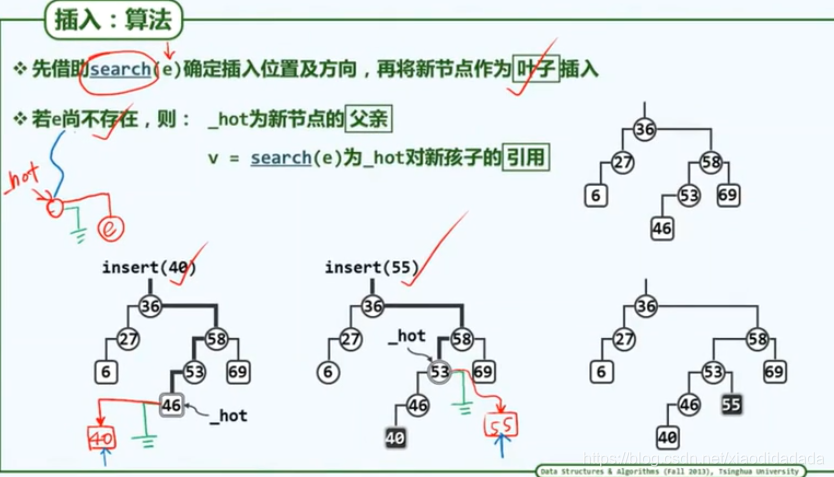 插入：算法
❖ 先借助search(e)确定插入位置及方向，再将新节点作为叶子插入
❖ 若e尚不存在，则： _hot为新节点的父亲
v = search(e)为_hot对新孩子的引用
_hot
e
36
27 58
6 53 69
46
insert(40)
36
27 58
6 53 69
46
_hot
40
insert(55)
36
_hot
27 58
6 53 69
46
55
40
36
27 58
6 53 69
46 55
40
https://blog.csdn.net/xiaodidadada
Data Structures & Algorithms (Fall 2013), Tsinghua University